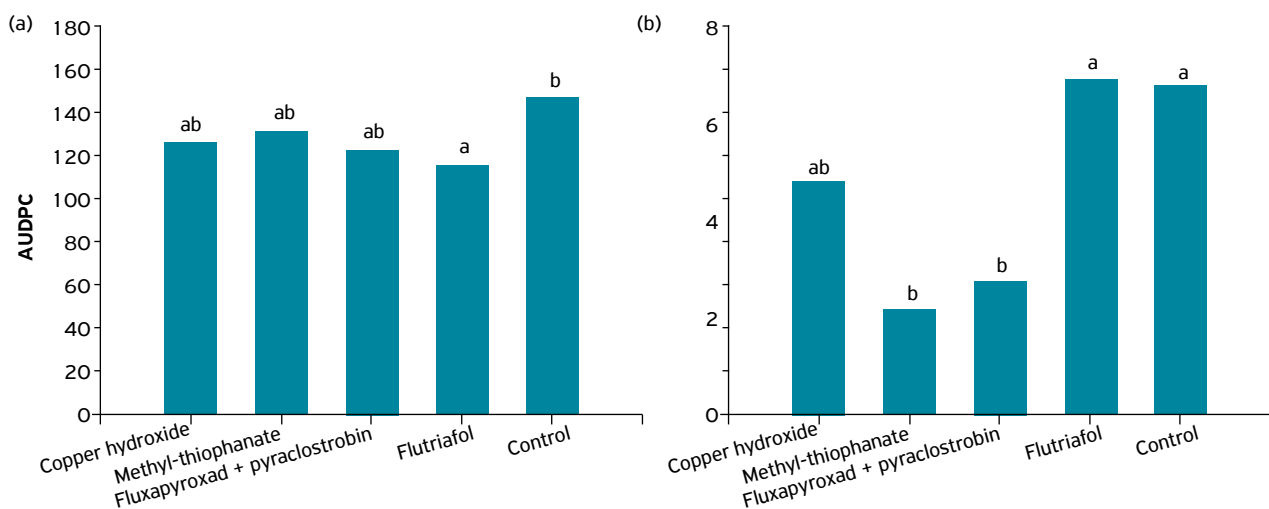 (a)
AUDPC
180
160
140
120
100
80
60
40
20
0
ab
ab
ab
a
b
Copper hydroxide
Methyl-thiophanate
Fluxapyroxad + pyraclostrobin
Flutriafol
Control
(b)
8
6
4
2
0
ab
b
b
a
a
Copper hydroxide
Methyl-thiophanate
Fluxapyroxad + pyraclostrobin
Flutriafol
Control